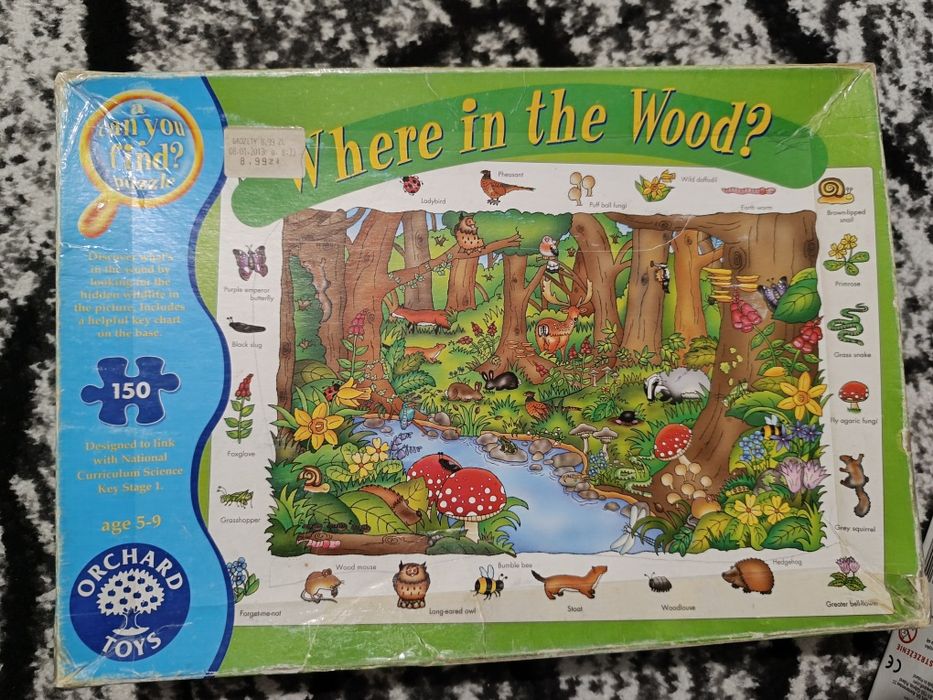 a
can you
find?
puzzle
Where in the Wood?
8.99zł
Discover what's
in the wood by
looking for the
hidden wildlife in
the picture. Includes
a helpful key chart
on the base.
150
Designed to link
with National
Curriculum Science
Key Stage 1.
age 5-9
ORCHARD
TOYS
Ladybird
Pheasant
Puff ball fungi
Wild daffodil
Earth worm
Brown-lipped
snail
Purple emperor
butterfly
Primrose
Black slug
Grass snake
Foxglove
Fly agaric fungi
Grasshopper
Grey squirrel
Forget-me-not
Wood mouse
Long-eared owl
Bumble bee
Stoat
Woodlouse
Hedgehog
Greater bellflower
STRZEŻENIE
CE